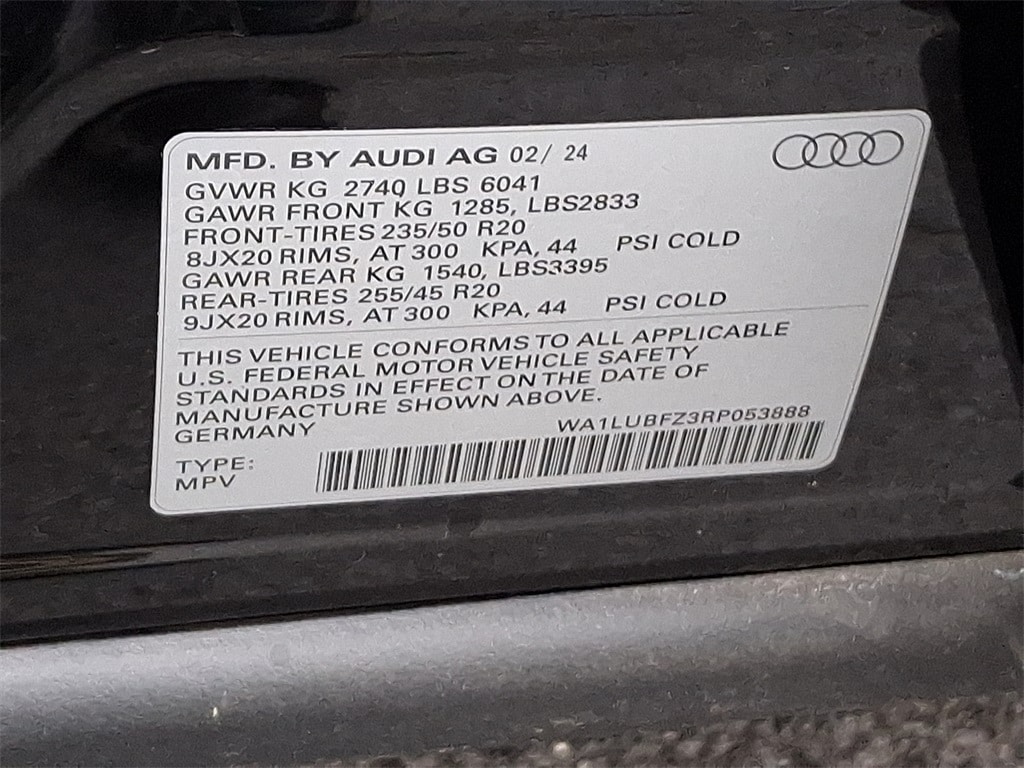 MFD. BY AUDI AG 02/ 24
GVWR KG 2740 LBS 6041
GAWR FRONT KG 1285, LBS2833
FRONT-TIRES 235/50 R20
8JX20 RIMS, AT 300 KPA, 44 PSI COLD
GAWR REAR KG 1540, LBS3395
REAR-TIRES 255/45 R20
9JX20 RIMS, AT 300 KPA, 44 PSI COLD
THIS VEHICLE CONFORMS TO ALL APPLICABLE
U.S. FEDERAL MOTOR VEHICLE SAFETY
STANDARDS IN EFFECT ON THE DATE OF
MANUFACTURE SHOWN ABOVE.
GERMANY WA1LUBFZ3RP053888
TYPE:
MPV